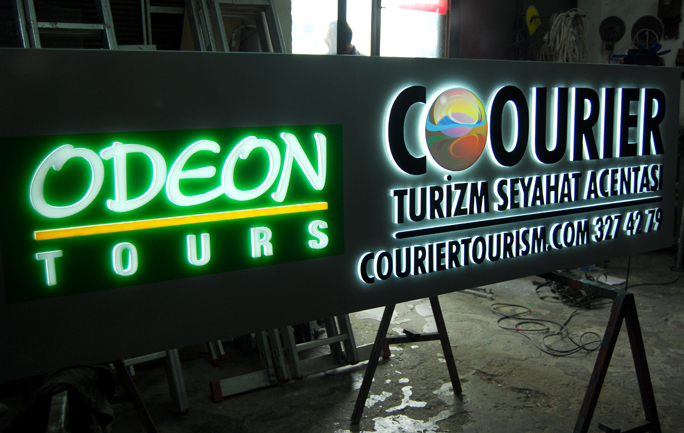 ODEON
TOURS
COURIER
TURİZM SEYAHAT ACENTASI
COURIERTOURISM.COM 327 42 79